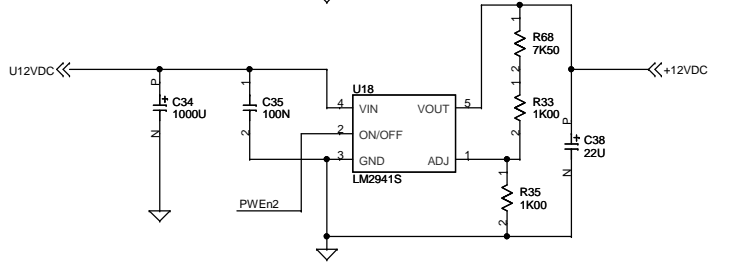 1
R68
7K50
2
U12VDC
+12VDC
P
+
C34
1000U
N
1
C35
100N
2
U18
4
VIN
VOUT
5
1
R33
1K00
2
2
ON/OFF
3
GND
ADJ
1
LM2941S
P
+
C38
22U
N
1
R35
1K00
2
PWEn2